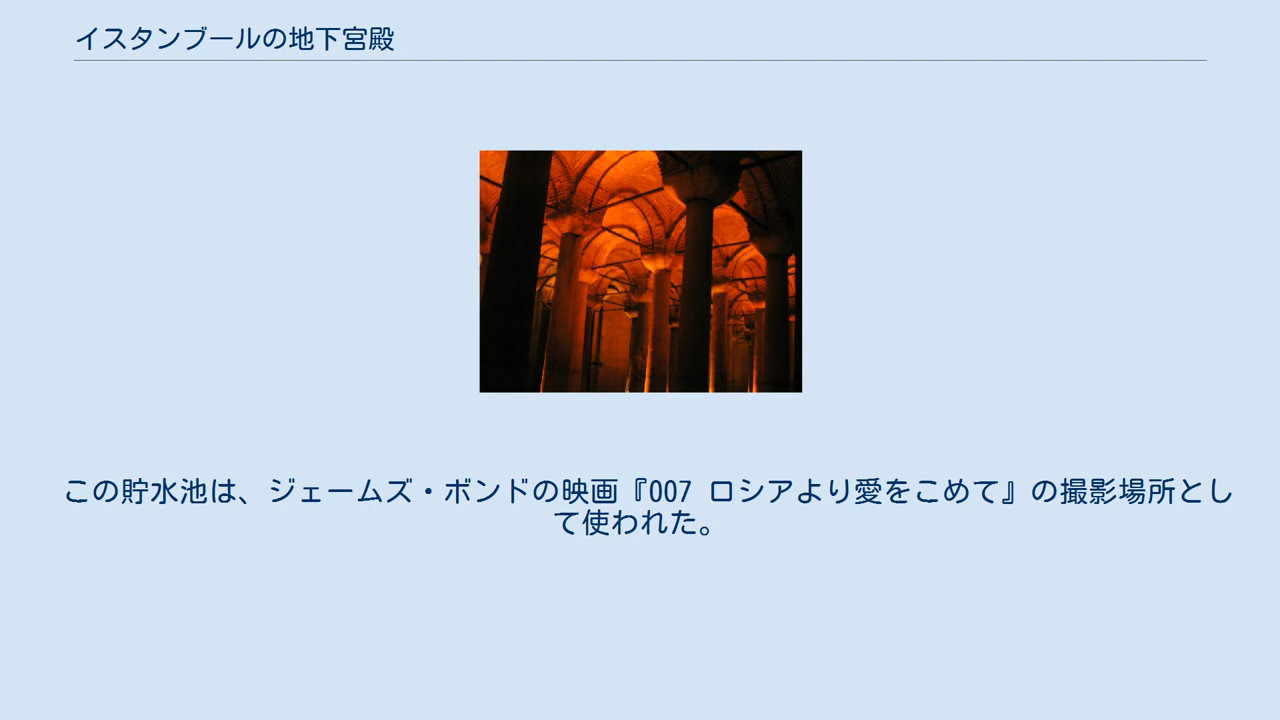 イスタンブールの地下宮殿
この貯水池は、ジェームズ・ボンドの映画『007 ロシアより愛をこめて』の撮影場所とし
て使われた。